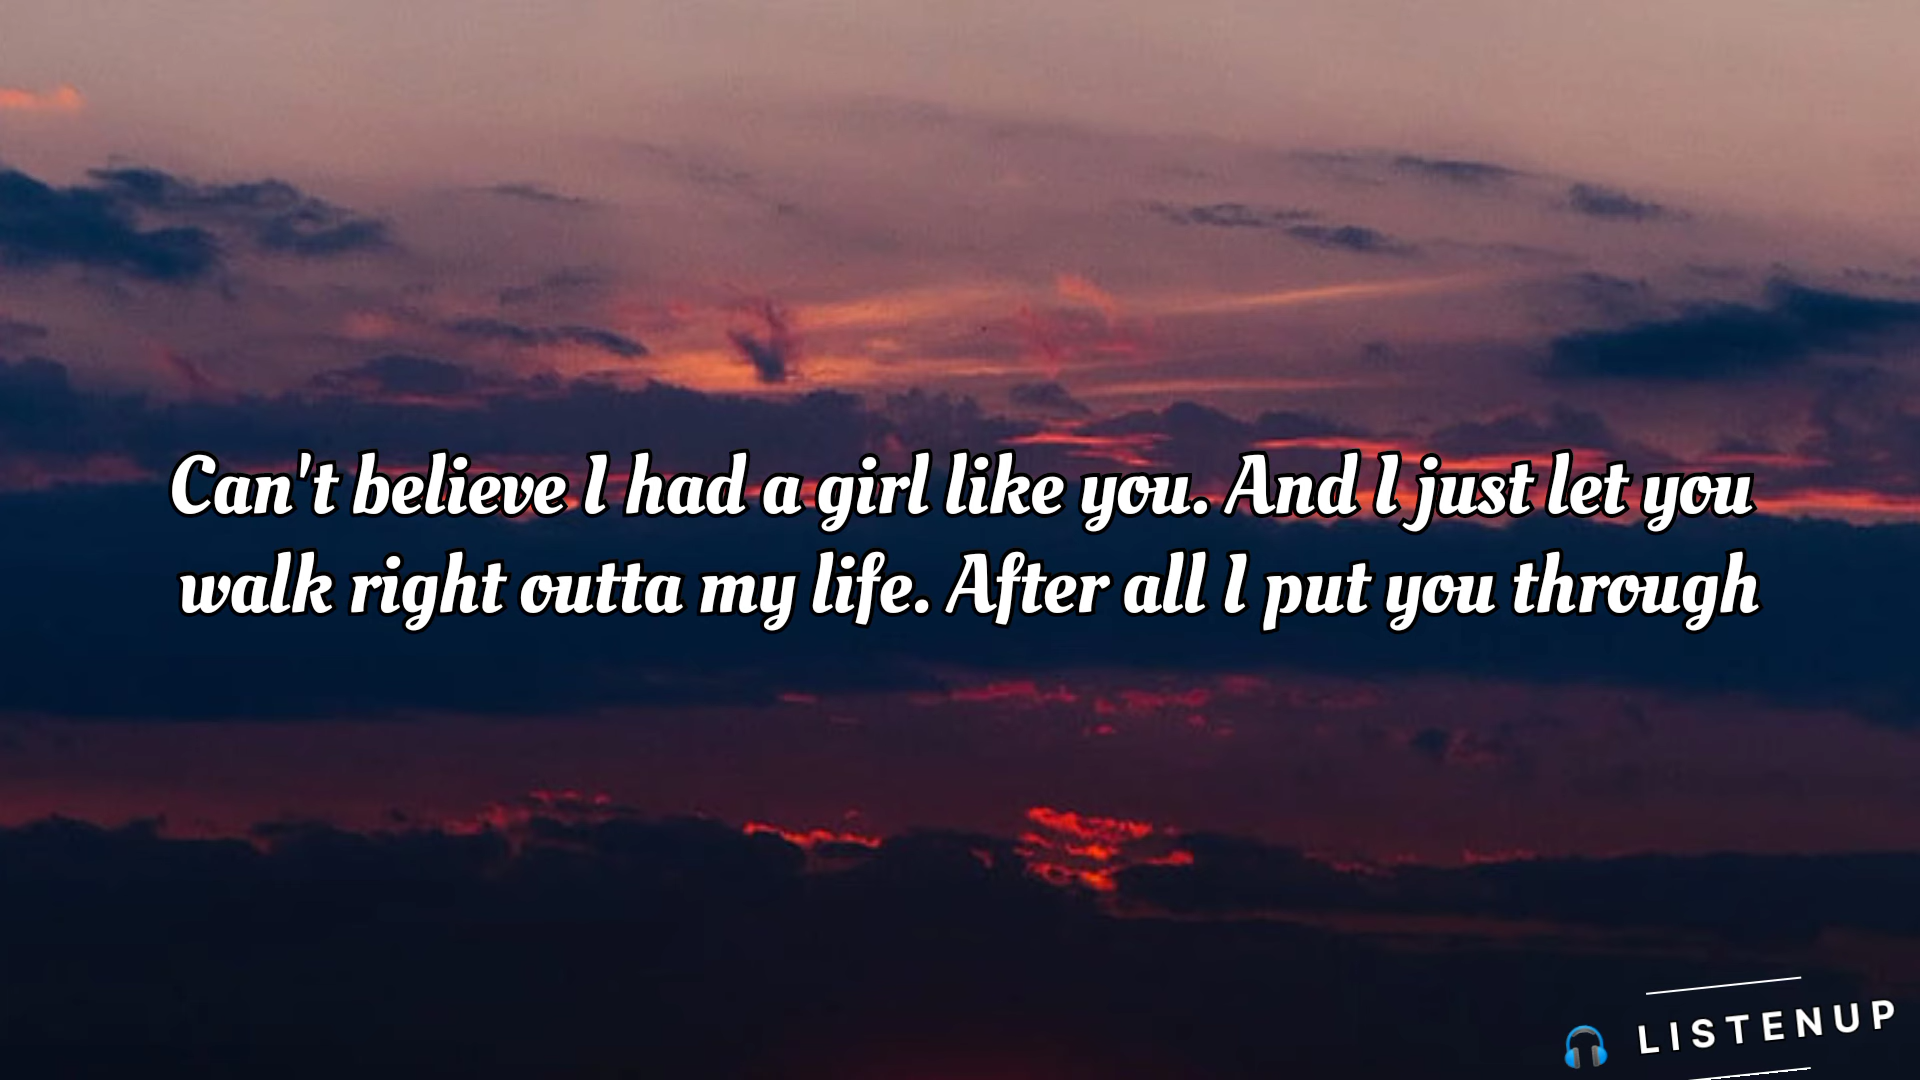 Can't believe I had a girl like you. And I just let you
walk right outta my life. After all I put you through
LISTENUP